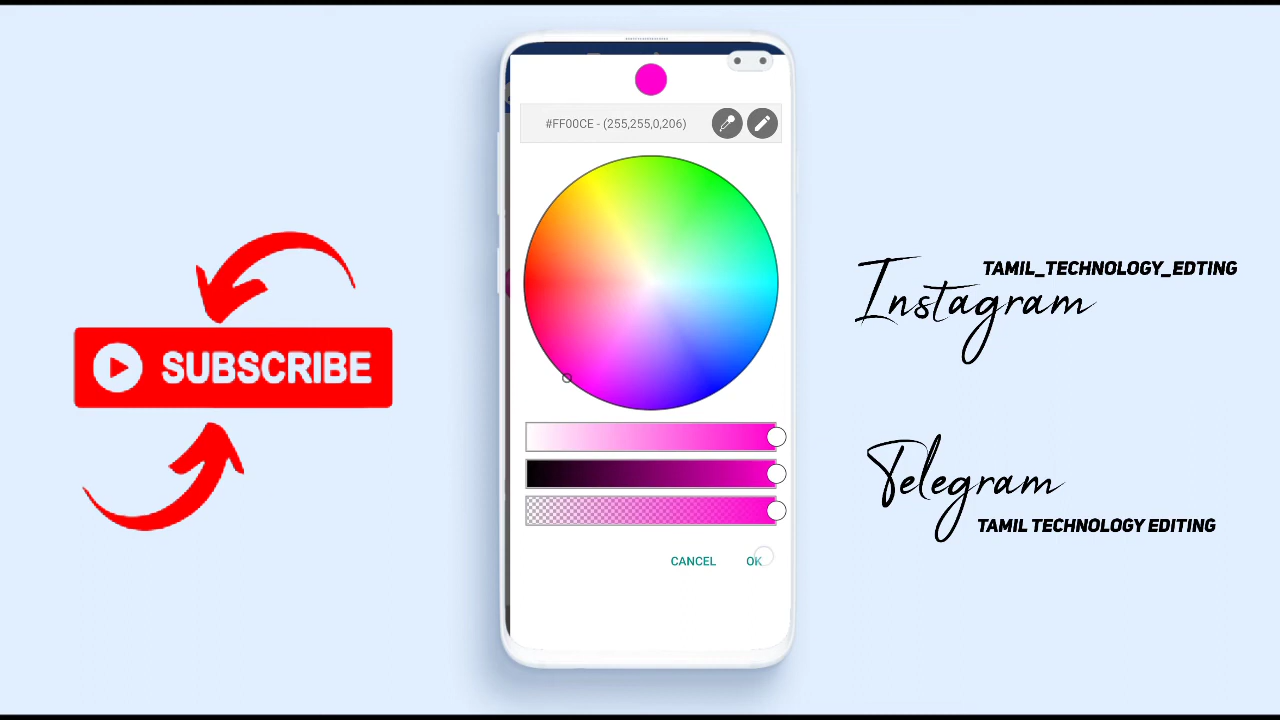 #FF00CE - (255,255,0,206)
CANCEL
OK
SUBSCRIBE
TAMIL_TECHNOLOGY_EDTING
Instagram
Telegram
TAMIL TECHNOLOGY EDITING